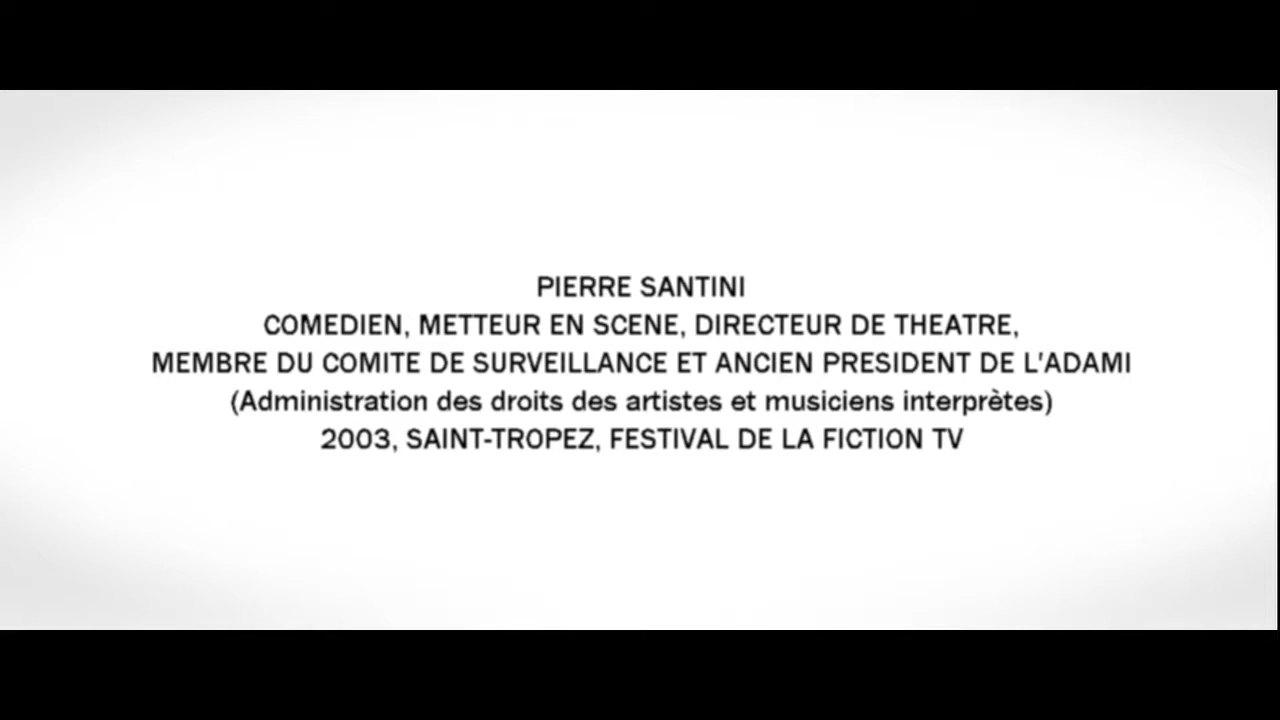 PIERRE SANTINI
COMEDIEN, METTEUR EN SCENE, DIRECTEUR DE THEATRE,
MEMBRE DU COMITE DE SURVEILLANCE ET ANCIEN PRESIDENT DE L'ADAMI
(Administration des droits des artistes et musiciens interprètes)
2003, SAINT-TROPEZ, FESTIVAL DE LA FICTION TV